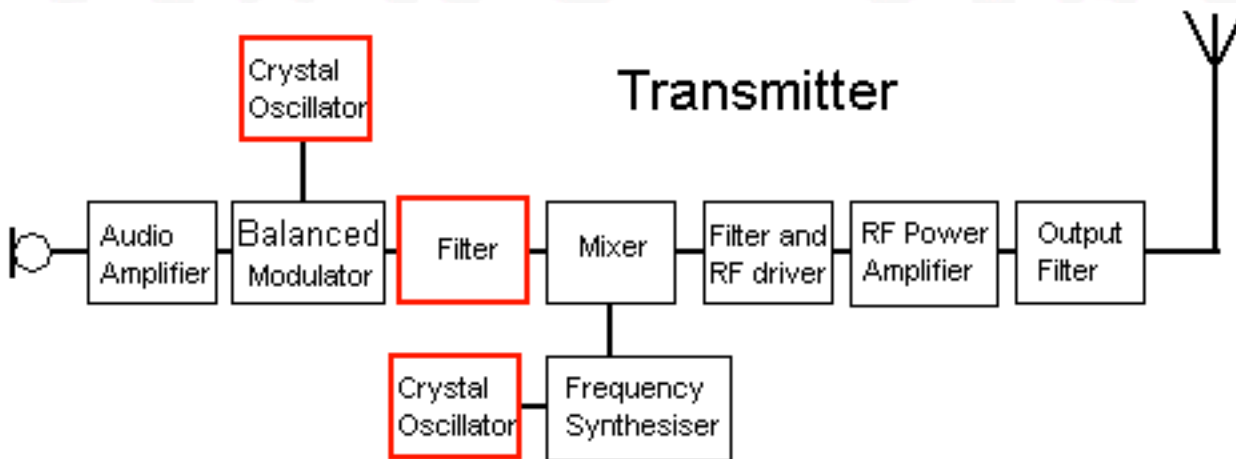 Crystal
Oscillator
Transmitter
Audio
Amplifier
Balanced
Modulator
Filter
Mixer
Filter and
RF driver
RF Power
Amplifier
Output
Filter
Crystal
Oscillator
Frequency
Synthesiser